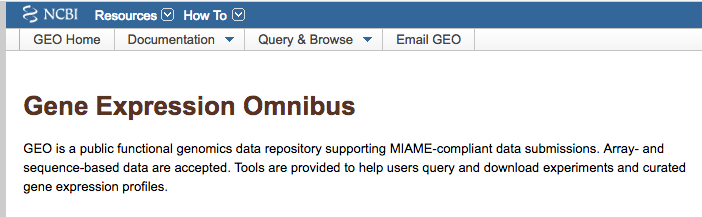 NCBI Resources How To
GEO Home Documentation Query & Browse Email GEO
Gene Expression Omnibus
GEO is a public functional genomics data repository supporting MIAME-compliant data submissions. Array- and
sequence-based data are accepted. Tools are provided to help users query and download experiments and curated
gene expression profiles.